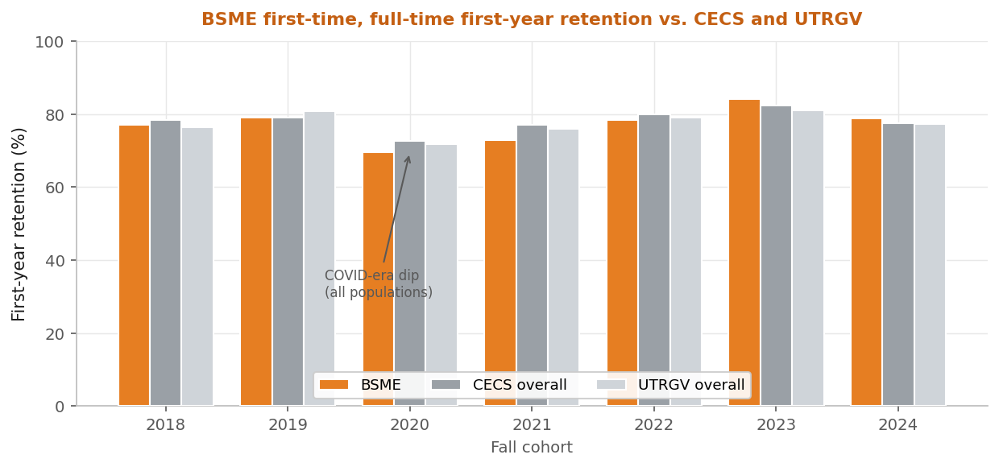 BSME first-time, full-time first-year retention vs. CECS and UTRGV
First-year retention (%)
100
80
60
40
20
0
COVID-era dip
(all populations)
BSME CECS overall UTRGV overall
2018 2019 2020 2021 2022 2023 2024
Fall cohort